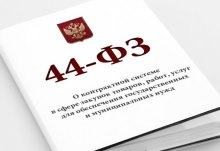 44-ФЗ
О контрактной системе
в сфере закупок товаров, работ, услуг
для обеспечения государственных
и муниципальных нужд